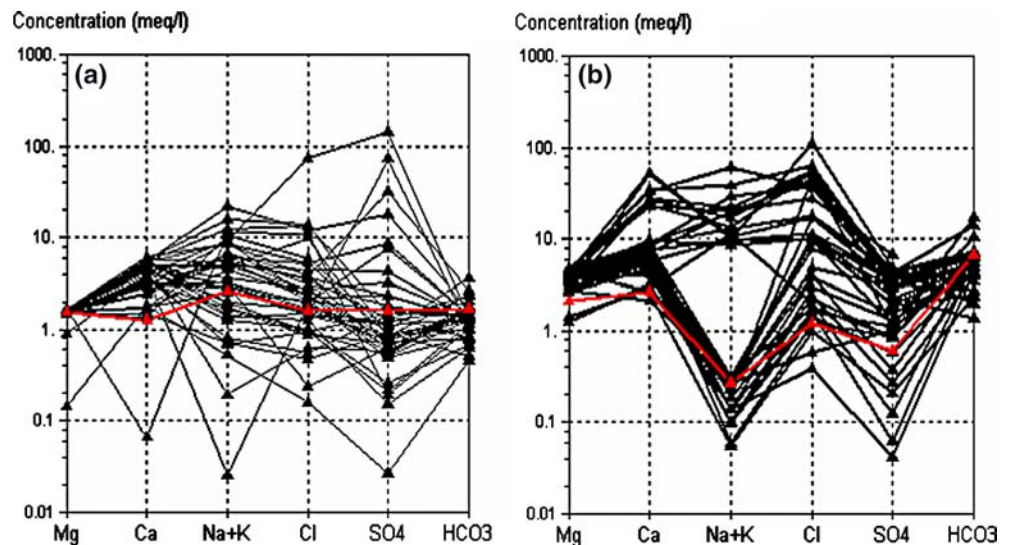 Concentration (meq/l)
1000.
(a)
100.
10.
1.
0.1
0.01
Mg Ca Na+K Cl SO4 HCO3
Concentration (meq/l)
1000.
(b)
100.
10.
1.
0.1
0.01
Mg Ca Na+K Cl SO4 HCO3